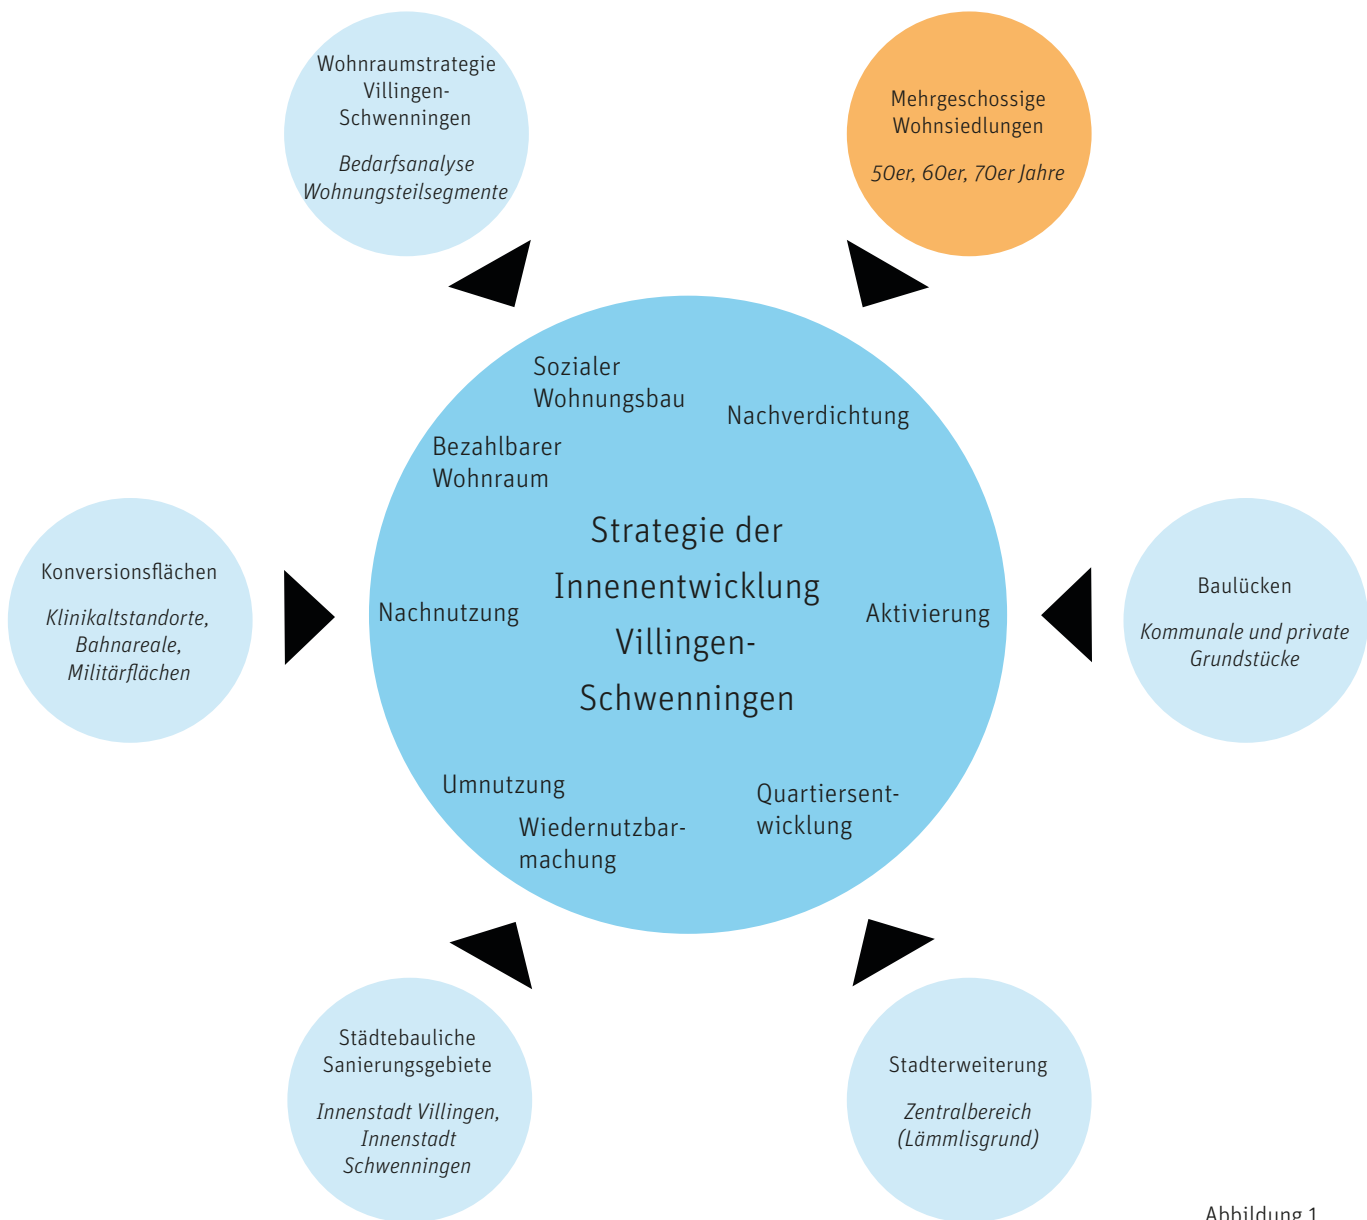 Wohnraumstrategie
Villingen-
Schwenningen
Bedarfsanalyse
Wohnungsteilsegmente
Mehrgeschossige
Wohnsiedlungen
50er, 60er, 70er Jahre
Sozialer
Wohnungsbau
Nachverdichtung
Bezahlbarer
Wohnraum
Strategie der
Innenentwicklung
Villingen-
Schwenningen
Konversionsflächen
Klinikaltstandorte,
Bahnareale,
Militärflächen
Nachnutzung
Aktivierung
Baulücken
Kommunale und private
Grundstücke
Umnutzung
Wiedernutzbar-
machung
Quartiersent-
wicklung
Städtebauliche
Sanierungsgebiete
Innenstadt Villingen,
Innenstadt
Schwenningen
Stadterweiterung
Zentralbereich
(Lämmlisgrund)
Abbildung 1